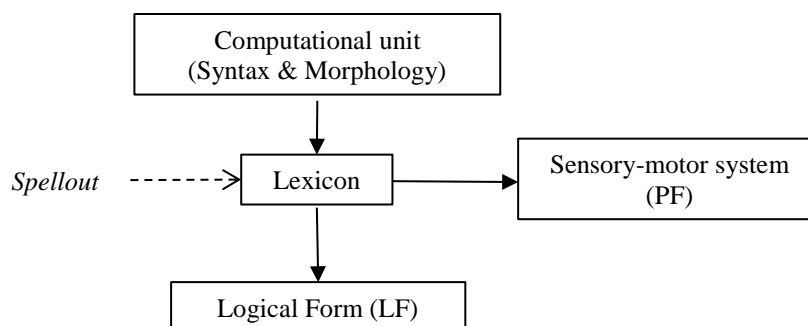 Computational unit
(Syntax & Morphology)
Spellout
Lexicon
Sensory-motor system
(PF)
Logical Form (LF)